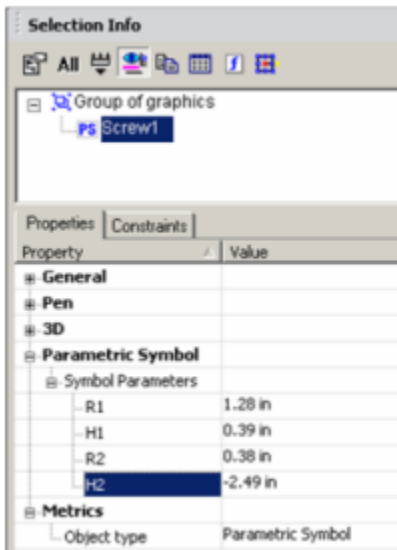 Selection Info
All
Group of graphics
PS Screw1
Properties Constraints
Property Value
General
Pen
3D
Parametric Symbol
Symbol Parameters
R1 1.28 in
H1 0.39 in
R2 0.38 in
H2 -2.49 in
Metrics
Object type Parametric Symbol